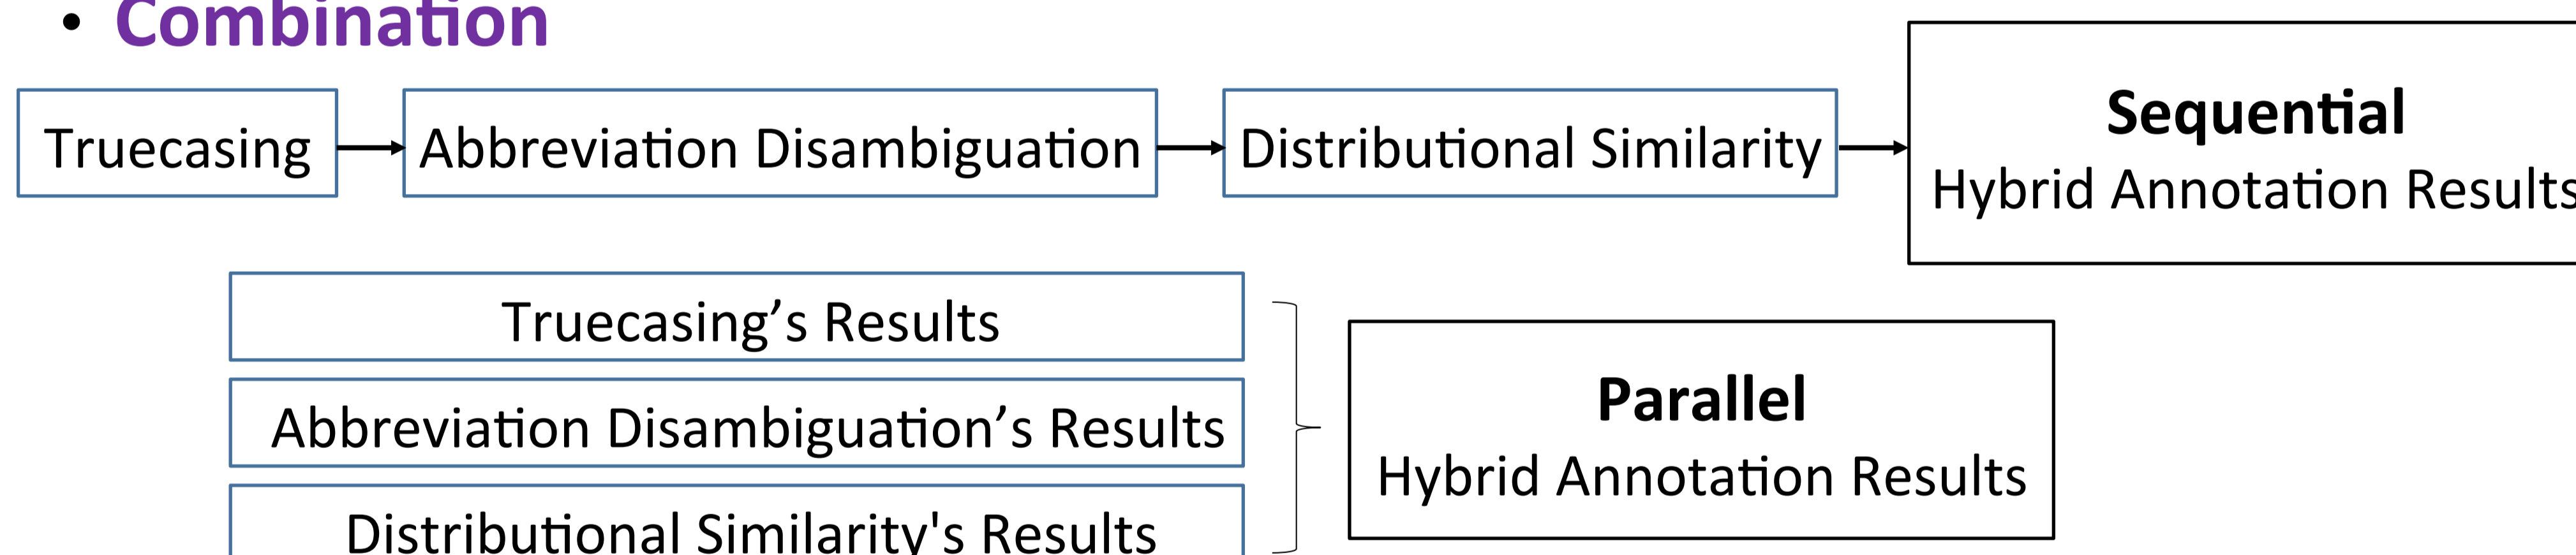 • Combination
Truecasing
Abbreviation Disambiguation
Distributional Similarity
Sequential
Hybrid Annotation Results
Truecasing’s Results
Abbreviation Disambiguation’s Results
Distributional Similarity's Results
Parallel
Hybrid Annotation Results